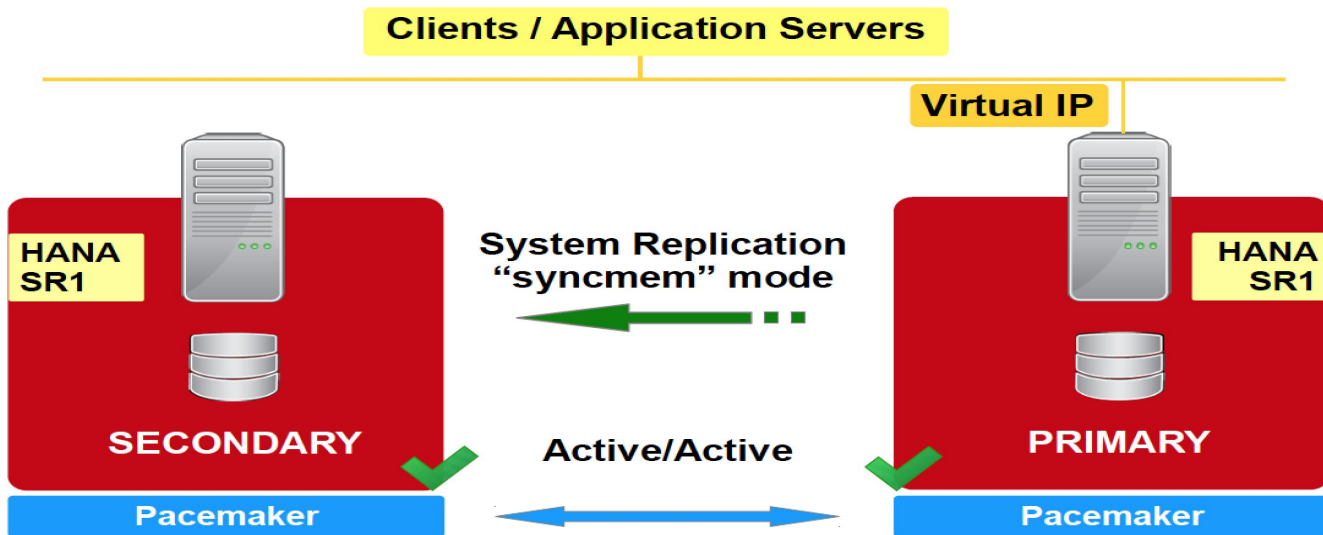 Clients / Application Servers
Virtual IP
HANA
SR1
System Replication
“syncmem” mode
HANA
SR1
SECONDARY
Active/Active
PRIMARY
Pacemaker
Pacemaker